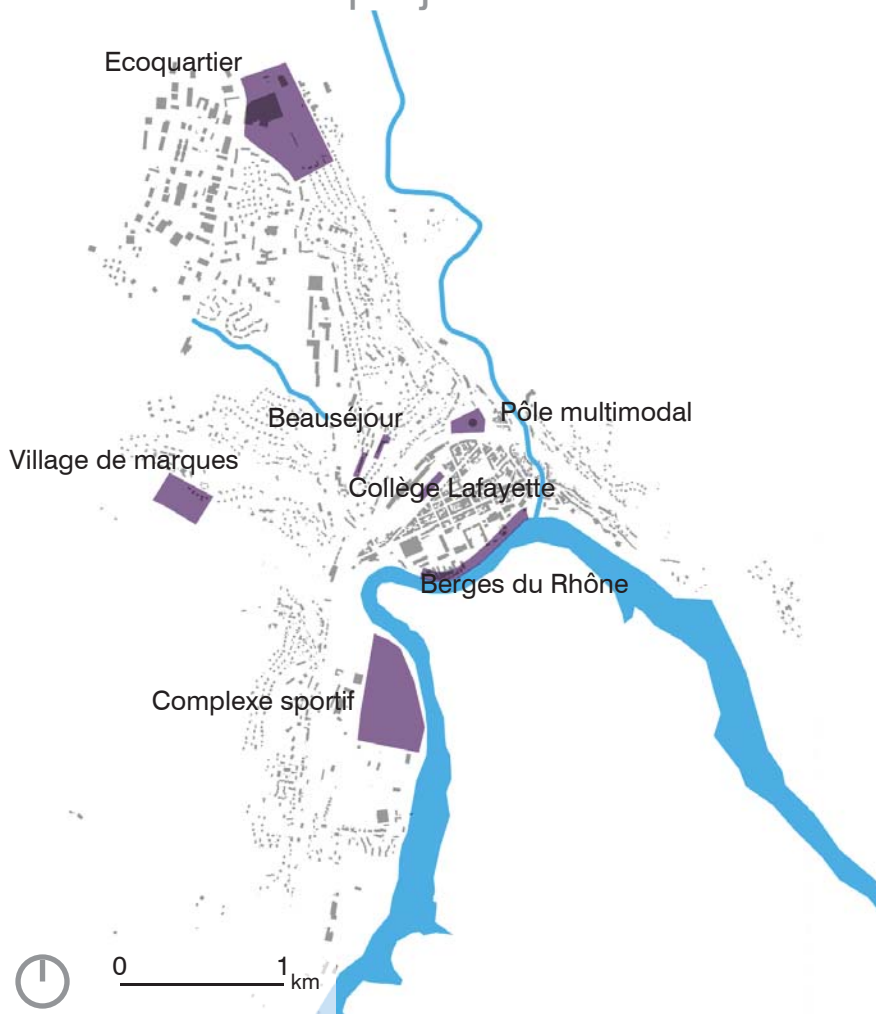 Ecoquartier
Beauséjour
Pôle multimodal
Village de marques
Collège Lafayette
Berges du Rhône
Complexe sportif
0 1 km